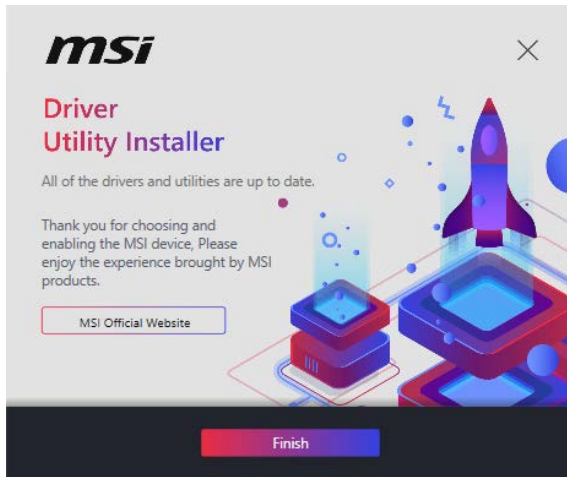 msi
Driver
Utility Installer
All of the drivers and utilities are up to date.
Thank you for choosing and
enabling the MSI device, Please
enjoy the experience brought by MSI
products.
MSI Official Website
Finish